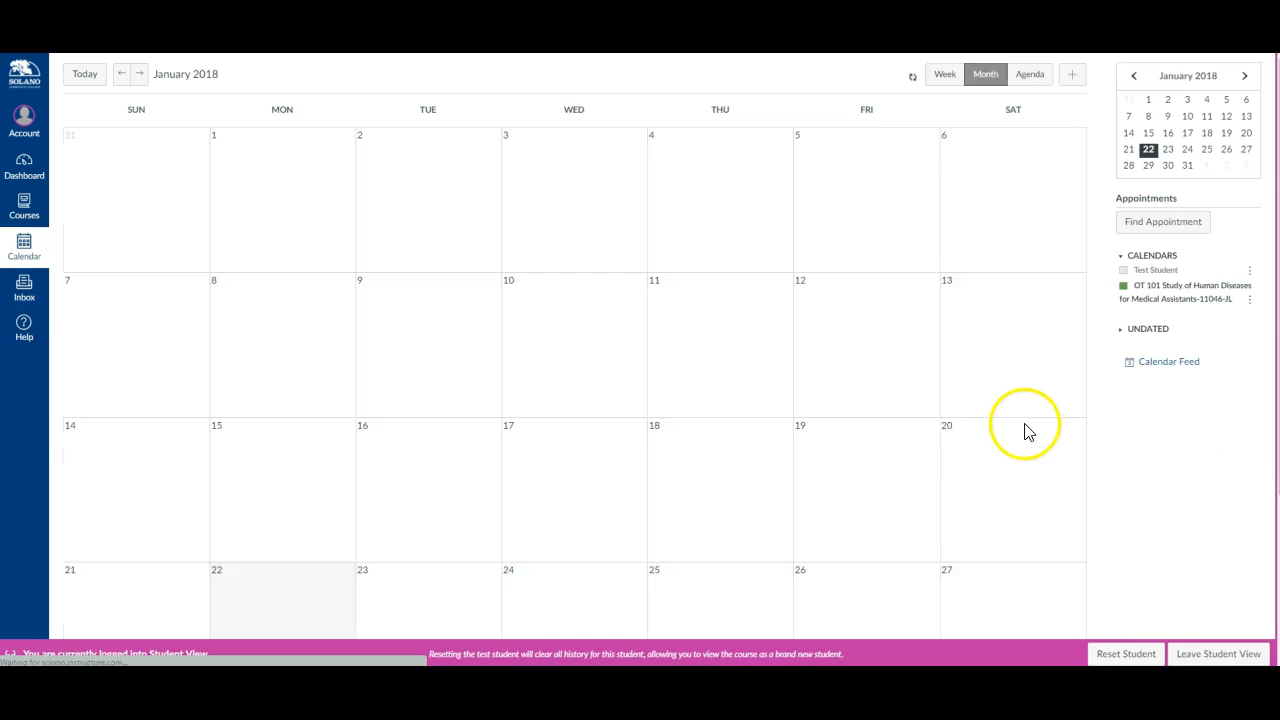 SOLANO
Account
Dashboard
Courses
Calendar
Inbox
Help
Today ← → January 2018
Week Month Agenda +
SUN MON TUE WED THU FRI SAT
31 1 2 3 4 5 6
7 8 9 10 11 12 13
14 15 16 17 18 19 20
21 22 23 24 25 26 27
January 2018
31 1 2 3 4 5 6
7 8 9 10 11 12 13
14 15 16 17 18 19 20
21 22 23 24 25 26 27
28 29 30 31 1 2 3
Appointments
Find Appointment
CALENDARS
Test Student
OT 101 Study of Human Diseases
for Medical Assistants-11046-JL
UNDATED
Calendar Feed
You are currently logged into Student View
Waiting for solano.instructure.com...
Resetting the test student will clear all history for this student, allowing you to view the course as a brand new student.
Reset Student
Leave Student View